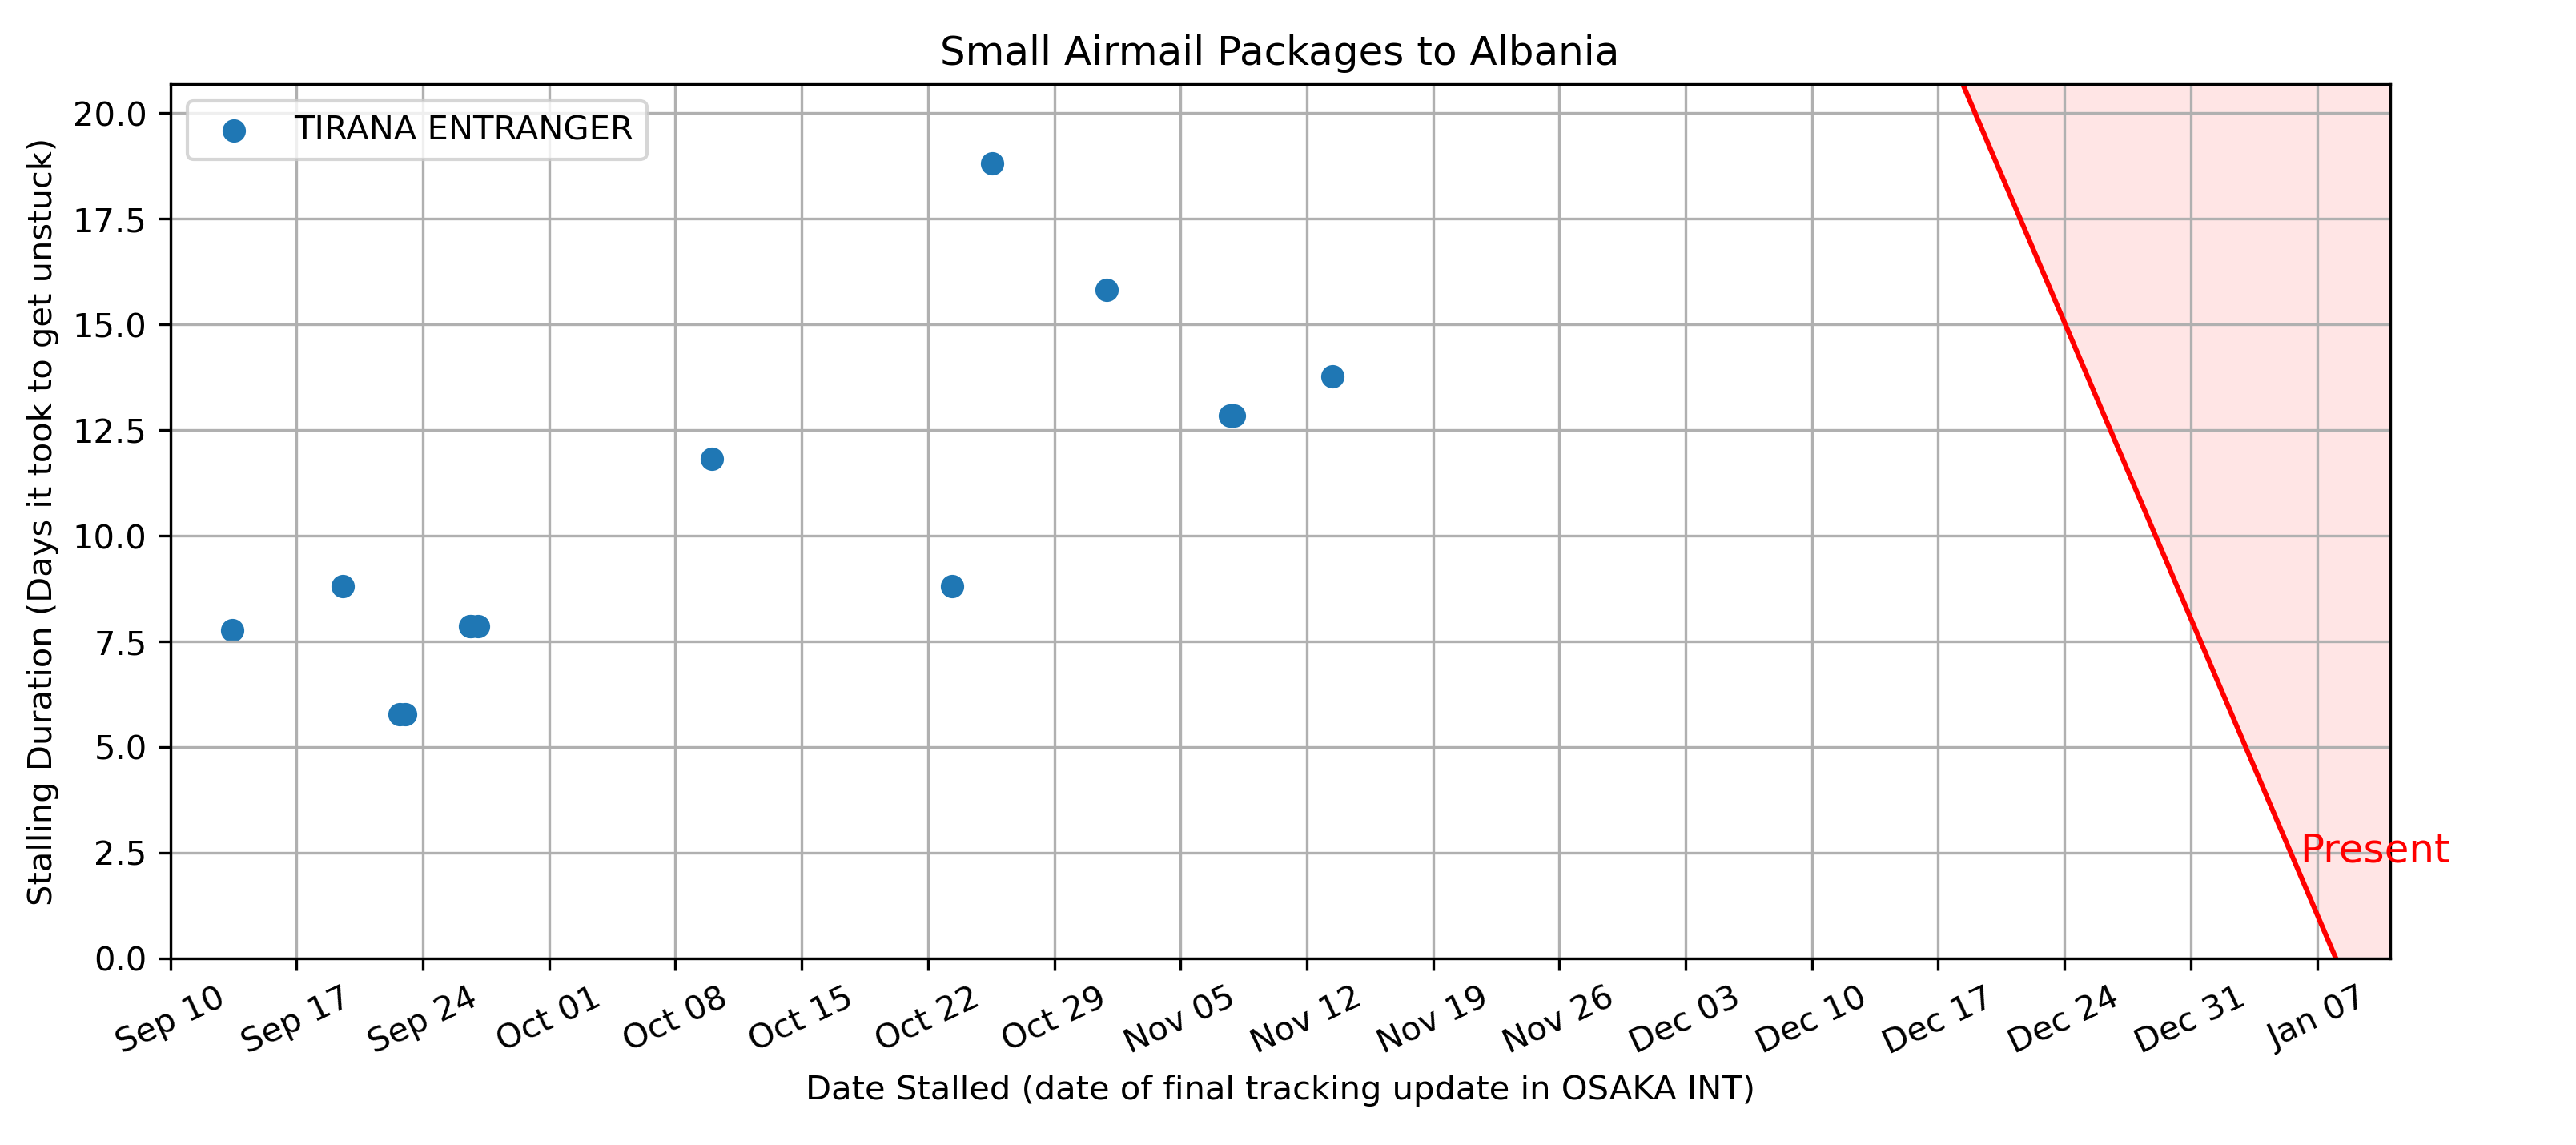 Small Airmail Packages to Albania
TIRANA ENTRANGER
Stalling Duration (Days it took to get unstuck)
20.0
17.5
15.0
12.5
10.0
7.5
5.0
2.5
0.0
Present
Sep 10 Sep 17 Sep 24 Oct 01 Oct 08 Oct 15 Oct 22 Oct 29 Nov 05 Nov 12 Nov 19 Nov 26 Dec 03 Dec 10 Dec 17 Dec 24 Dec 31 Jan 07
Date Stalled (date of final tracking update in OSAKA INT)